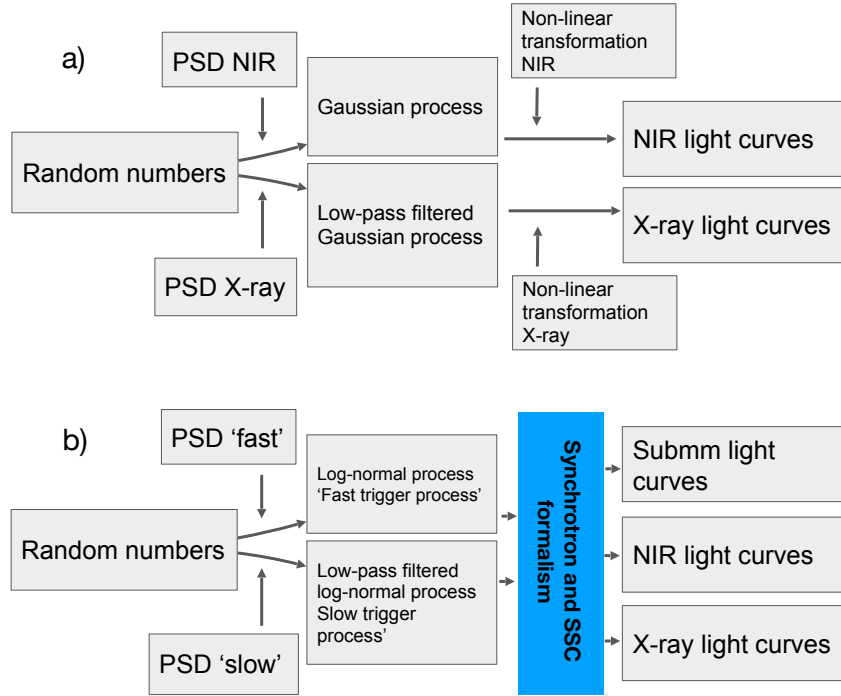 a)
PSD NIR
Non-linear
transformation
NIR
Gaussian process
Random numbers
NIR light curves
Low-pass filtered
Gaussian process
X-ray light curves
PSD X-ray
Non-linear
transformation
X-ray
b)
PSD ‘fast’
Log-normal process
‘Fast trigger process’
Random numbers
Low-pass filtered
log-normal process
Slow trigger
process’
PSD ‘slow’
Synchrotron and SSC
formalism
Submm light
curves
NIR light curves
X-ray light curves